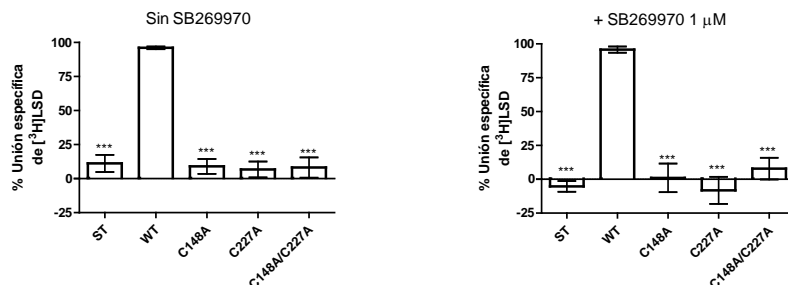 Sin SB269970
% Unión específica
de [³H]LSD
100
75
50
25
0
-25
***
***
***
***
ST
WT
C148A
C227A
C148A/C227A
+ SB269970 1 μM
% Unión específica
de [³H]LSD
100
75
50
25
0
-25
***
***
***
***
ST
WT
C148A
C227A
C148A/C227A